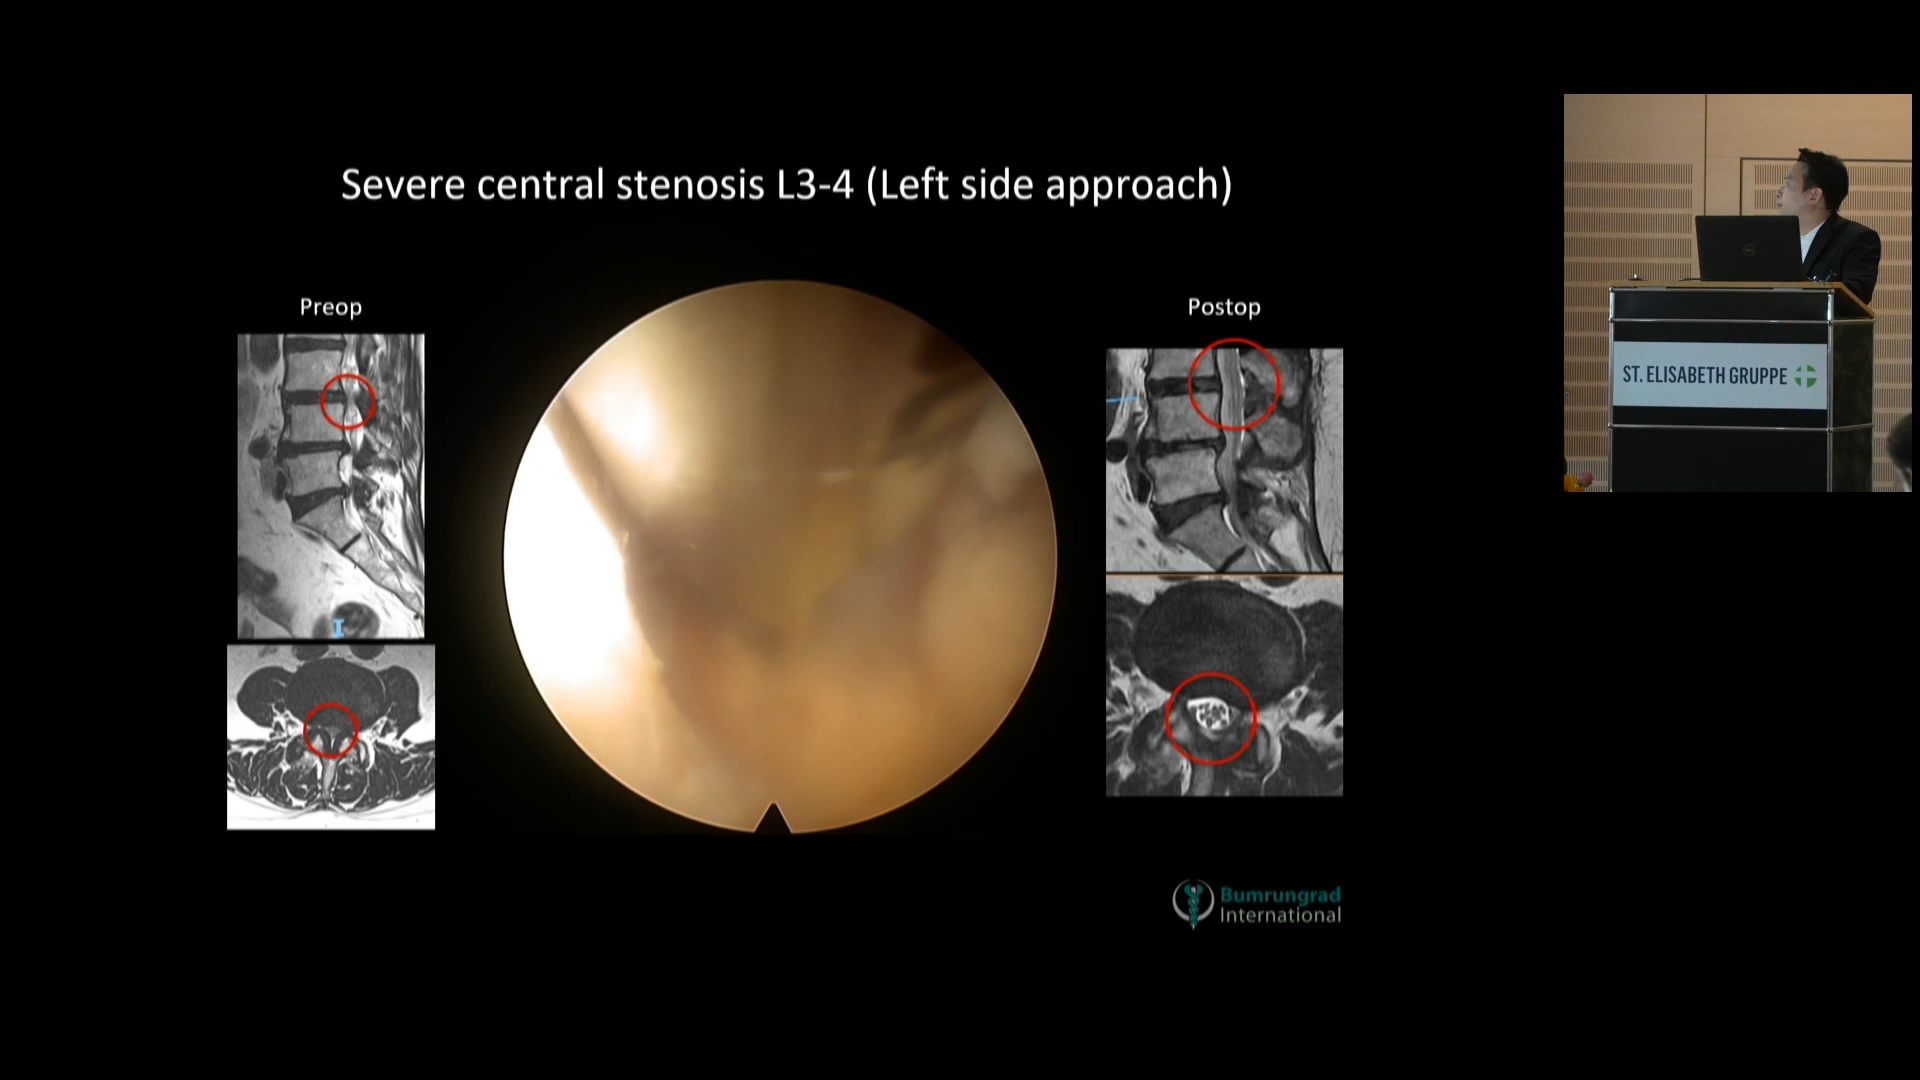 Severe central stenosis L3-4 (Left side approach)
Preop
Postop
I
Bumrungrad
International
ST. ELISABETH GRUPPE